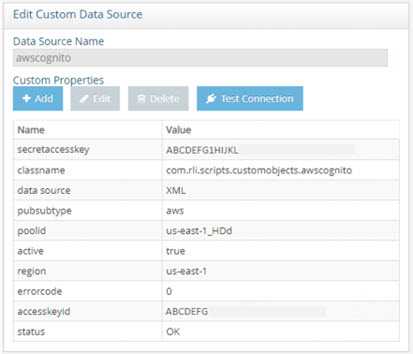 Edit Custom Data Source
Data Source Name
awscognito
Custom Properties
Add Edit Delete Test Connection
Name Value
secretaccesskey ABCDEFG1HIJKL
classname com.rli.scripts.customobjects.awscognito
data source XML
pubsubtype aws
poolid us-east-1_HDd
active true
region us-east-1
errorcode 0
accesskeyid ABCDEFG
status OK